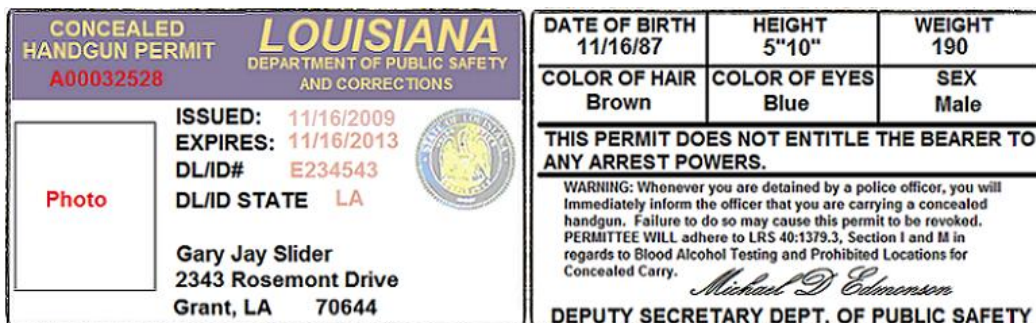 CONCEALED
HANDGUN PERMIT
A00032528
LOUISIANA
DEPARTMENT OF PUBLIC SAFETY
AND CORRECTIONS
Photo
ISSUED: 11/16/2009
EXPIRES: 11/16/2013
DL/ID# E234543
DL/ID STATE LA
Gary Jay Slider
2343 Rosemont Drive
Grant, LA 70644
DATE OF BIRTH HEIGHT WEIGHT
11/16/87 5"10" 190
COLOR OF HAIR COLOR OF EYES SEX
Brown Blue Male
THIS PERMIT DOES NOT ENTITLE THE BEARER TO
ANY ARREST POWERS.
WARNING: Whenever you are detained by a police officer, you will
Immediately inform the officer that you are carrying a concealed
handgun. Failure to do so may cause this permit to be revoked.
PERMITTEE WILL adhere to LRS 40:1379.3, Section I and M in
regards to Blood Alcohol Testing and Prohibited Locations for
Concealed Carry.
Michael D Edmonson
DEPUTY SECRETARY DEPT. OF PUBLIC SAFETY